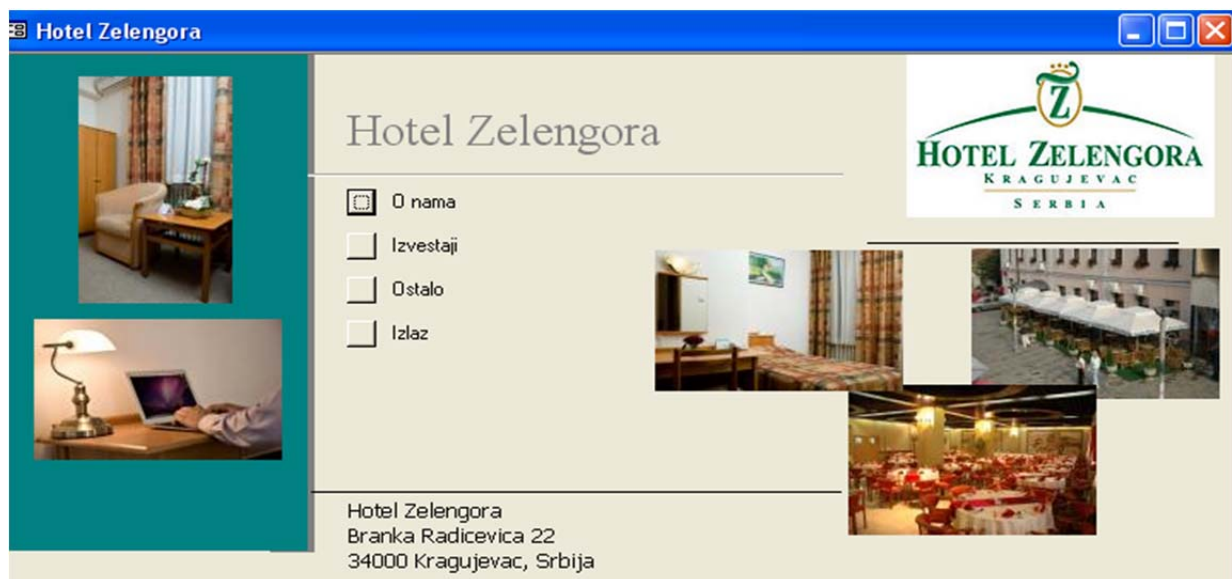 Hotel Zelengora
Hotel Zelengora
Z
HOTEL ZELENGORA
KRAGUJEVAC
SERBIA
O nama
Izvestaji
Ostalo
Izlaz
Hotel Zelengora
Branka Radicevica 22
34000 Kragujevac, Srbija